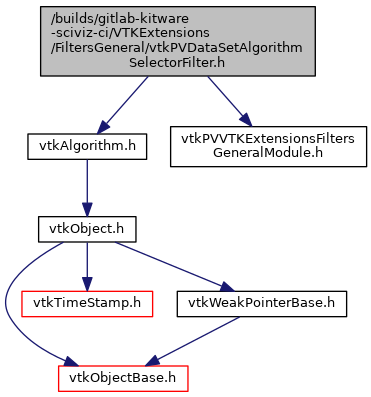 /builds/gitlab-kitware
-sciviz-ci/VTKExtensions
/FiltersGeneral/vtkPVDataSetAlgorithm
SelectorFilter.h
vtkAlgorithm.h
vtkPVVTKExtensionsFilters
GeneralModule.h
vtkObject.h
vtkTimeStamp.h
vtkWeakPointerBase.h
vtkObjectBase.h